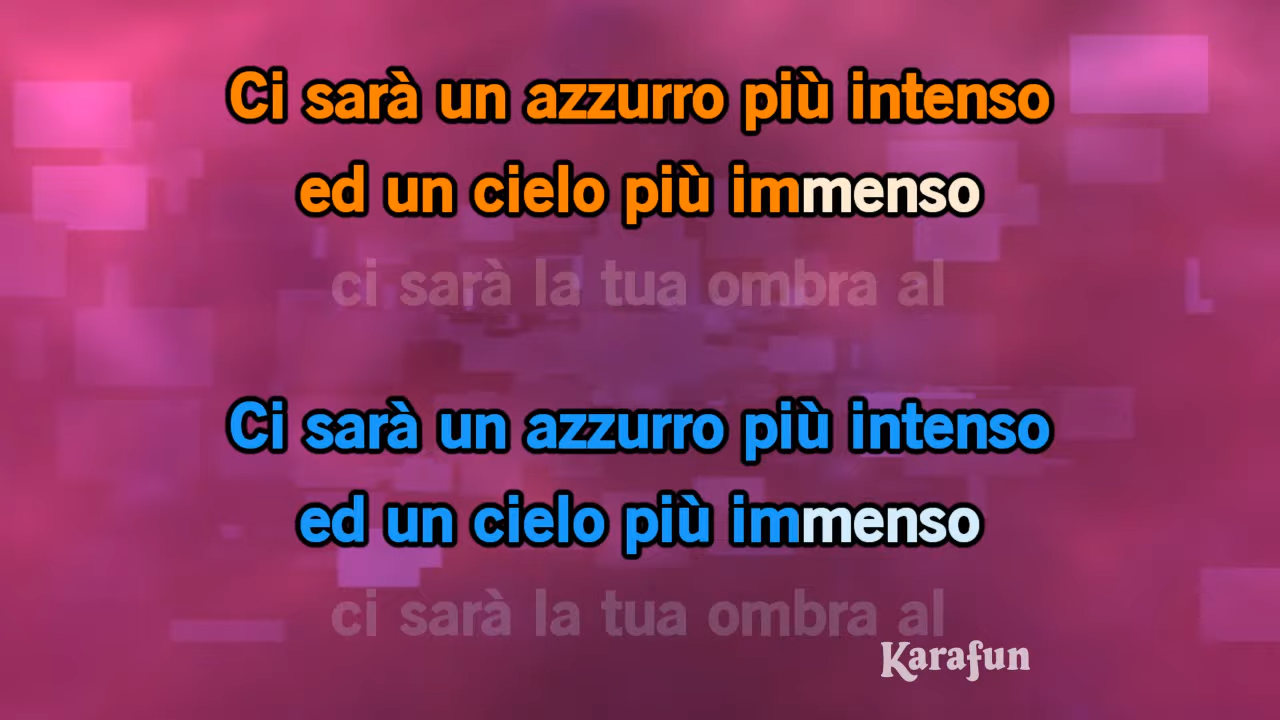 Ci sarà un azzurro più intenso
ed un cielo più immenso
ci sarà la tua ombra al
Ci sarà un azzurro più intenso
ed un cielo più immenso
ci sarà la tua ombra al
Karafun